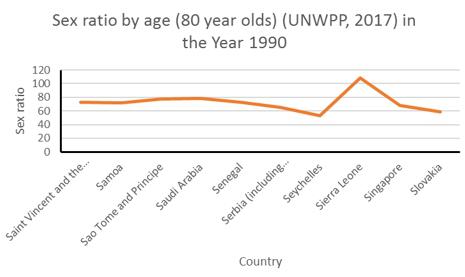 Sex ratio by age (80 year olds) (UNWPP, 2017) in
the Year 1990
120
100
80
60
40
20
0
Sex ratio
Saint Vincent and the...
Samoa
Sao Tome and Principe
Saudi Arabia
Senegal
Serbia (including...
Seychelles
Sierra Leone
Singapore
Slovakia
Country